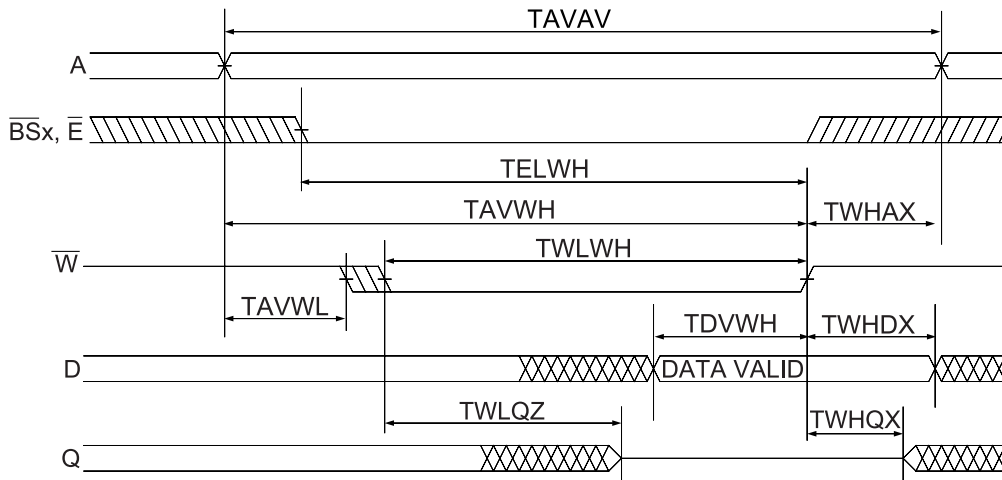 TAVAV
A
BSx, E
TELWH
TAVWH
TWHAX
W
TWLWH
TAVWL
TDVWH
TWHDX
D
DATA VALID
TWLQZ
TWHQX
Q